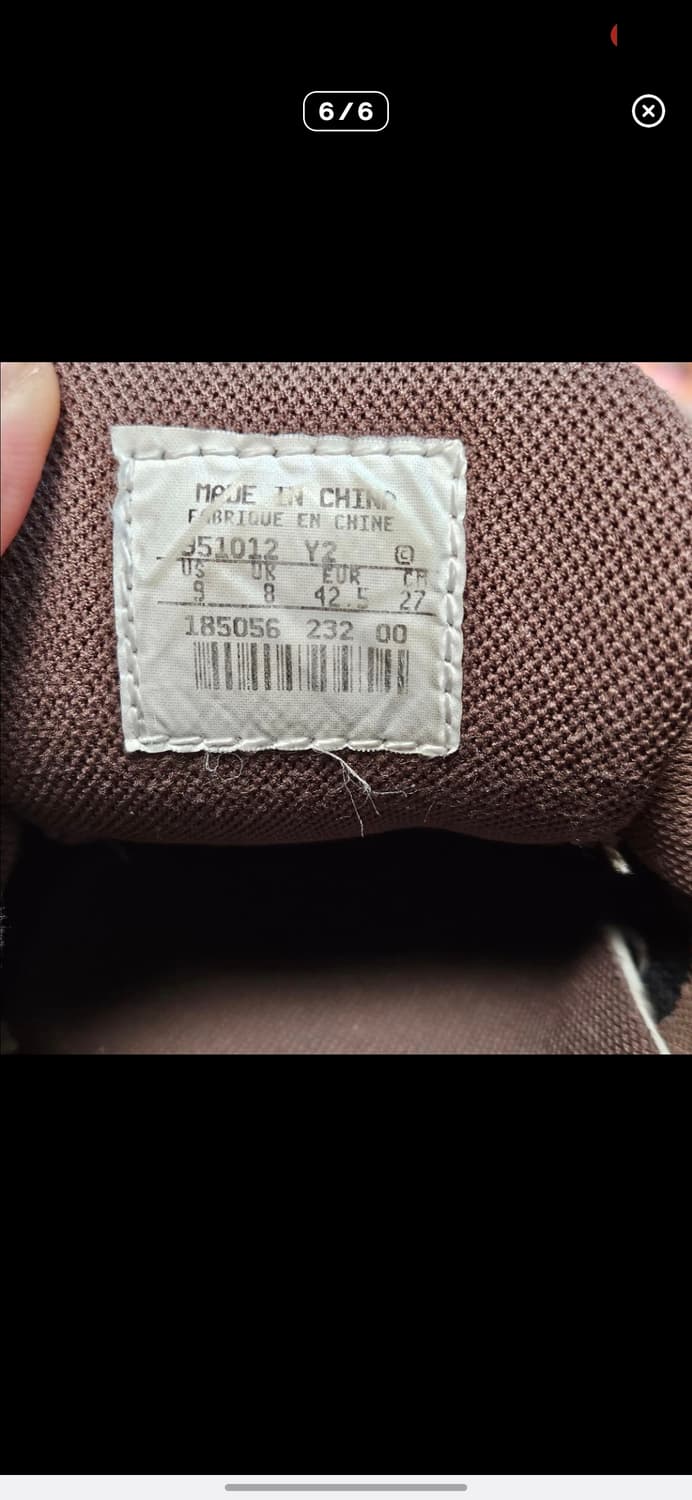 6/6
MADE IN CHINA
FABRIQUE EN CHINE
951012 Y2 ©
US UK EUR CM
9 8 42.5 27
185056 232 00